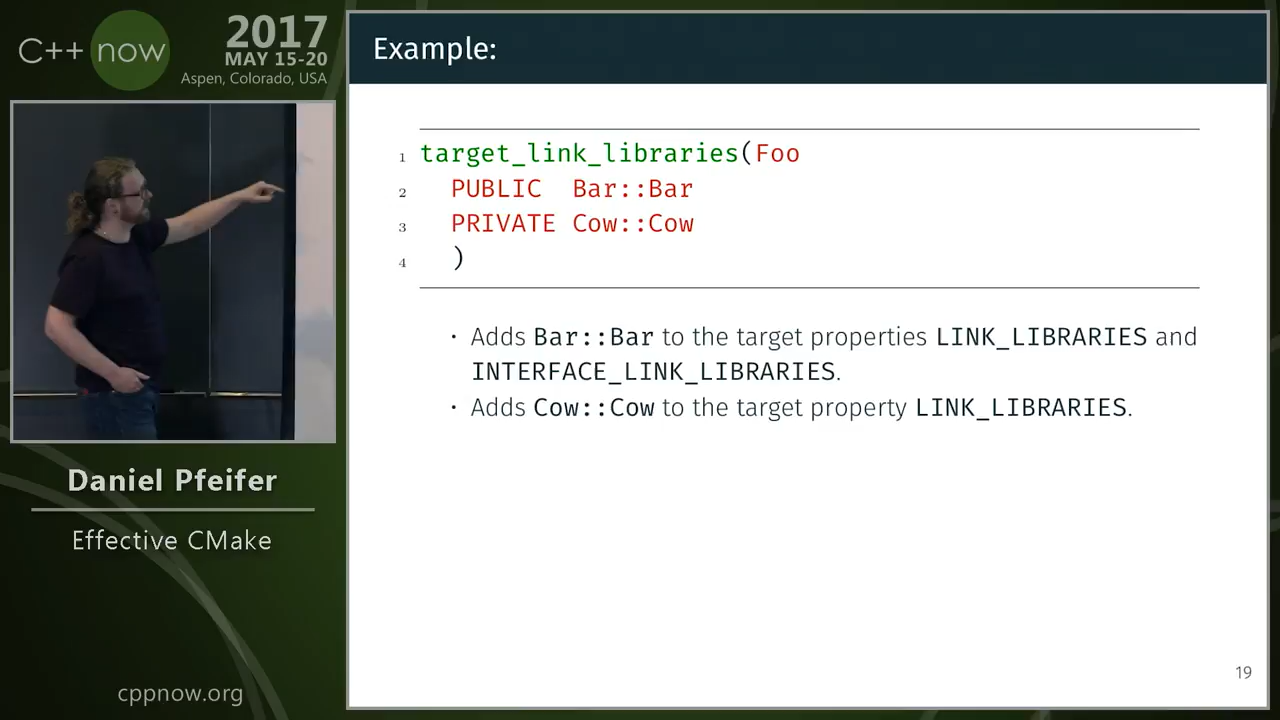 C++ now
2017
MAY 15-20
Aspen, Colorado, USA
Daniel Pfeifer
Effective CMake
cppnow.org
Example:
1 target_link_libraries(Foo
2 PUBLIC Bar::Bar
3 PRIVATE Cow::Cow
4 )
· Adds Bar::Bar to the target properties LINK_LIBRARIES and
INTERFACE_LINK_LIBRARIES.
· Adds Cow::Cow to the target property LINK_LIBRARIES.
19